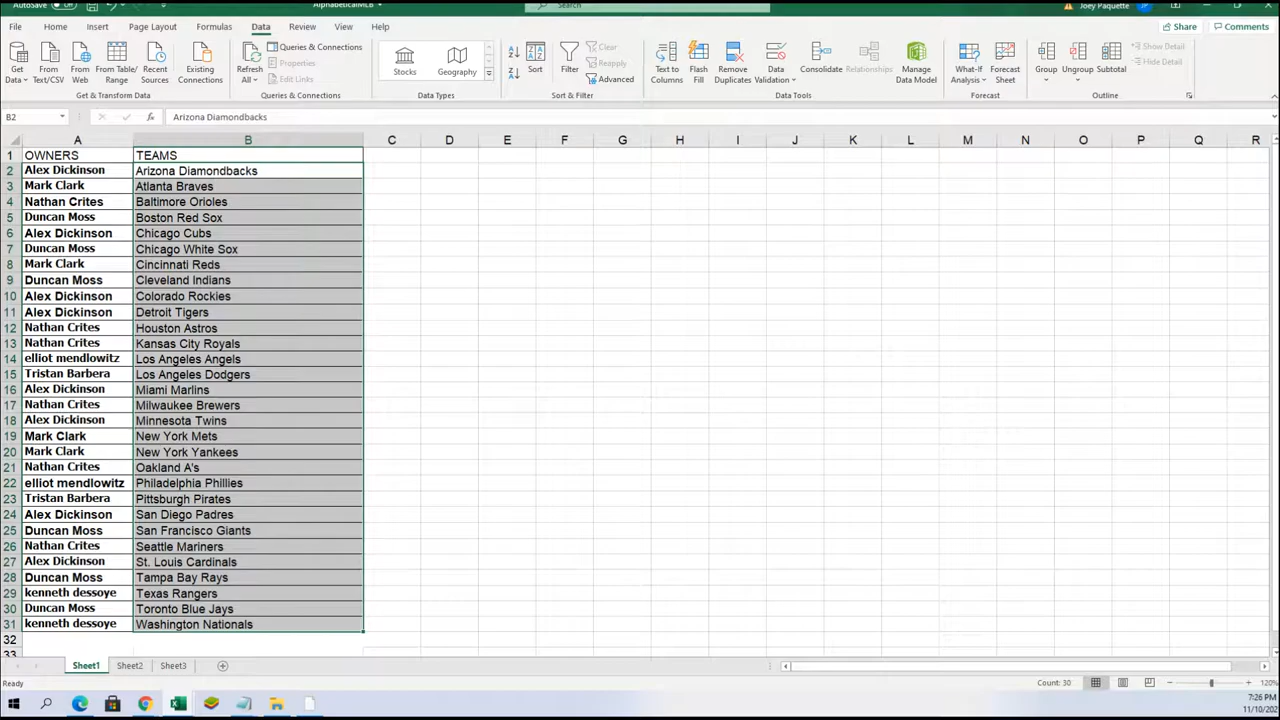 AutoSave
AlphabeticalMLB
Search
Joey Paquette
JP
File Home Insert Page Layout Formulas Data Review View Help
Share Comments
Get Data
From Text/CSV
From Web
From Table/ Range
Recent Sources
Existing Connections
Get & Transform Data
Refresh All
Queries & Connections
Properties
Edit Links
Queries & Connections
Stocks
Geography
Data Types
Sort
Filter
Clear
Reapply
Advanced
Sort & Filter
Text to Columns
Flash Fill
Remove Duplicates
Data Validation
Consolidate
Relationships
Manage Data Model
Data Tools
What-If Analysis
Forecast Sheet
Forecast
Group
Ungroup
Subtotal
Show Detail
Hide Detail
Outline
B2 fx Arizona Diamondbacks
A B C D E F G H I J K L M N O P Q R
1 OWNERS TEAMS
2 Alex Dickinson Arizona Diamondbacks
3 Mark Clark Atlanta Braves
4 Nathan Crites Baltimore Orioles
5 Duncan Moss Boston Red Sox
6 Alex Dickinson Chicago Cubs
7 Duncan Moss Chicago White Sox
8 Mark Clark Cincinnati Reds
9 Duncan Moss Cleveland Indians
10 Alex Dickinson Colorado Rockies
11 Alex Dickinson Detroit Tigers
12 Nathan Crites Houston Astros
13 Nathan Crites Kansas City Royals
14 elliot mendlowitz Los Angeles Angels
15 Tristan Barbera Los Angeles Dodgers
16 Alex Dickinson Miami Marlins
17 Nathan Crites Milwaukee Brewers
18 Alex Dickinson Minnesota Twins
19 Mark Clark New York Mets
20 Mark Clark New York Yankees
21 Nathan Crites Oakland A's
22 elliot mendlowitz Philadelphia Phillies
23 Tristan Barbera Pittsburgh Pirates
24 Alex Dickinson San Diego Padres
25 Duncan Moss San Francisco Giants
26 Nathan Crites Seattle Mariners
27 Alex Dickinson St. Louis Cardinals
28 Duncan Moss Tampa Bay Rays
29 kenneth dessoye Texas Rangers
30 Duncan Moss Toronto Blue Jays
31 kenneth dessoye Washington Nationals
32
33
Sheet1 Sheet2 Sheet3
Ready Count: 30 120%
7:26 PM
11/10/202